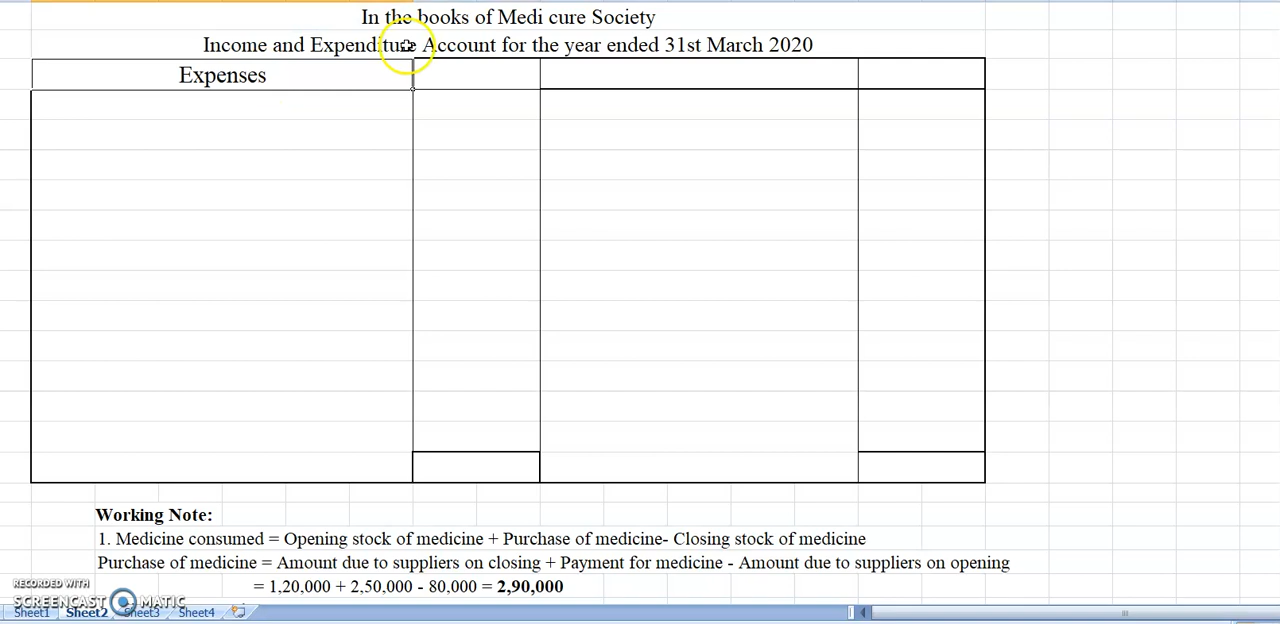 In the books of Medi cure Society
Income and Expenditure Account for the year ended 31st March 2020
Expenses
Working Note:
1. Medicine consumed = Opening stock of medicine + Purchase of medicine- Closing stock of medicine
Purchase of medicine = Amount due to suppliers on closing + Payment for medicine - Amount due to suppliers on opening
= 1,20,000 + 2,50,000 - 80,000 = 2,90,000
RECORDED WITH
SCREENCAST MATIC
Sheet1 Sheet2 Sheet3 Sheet4